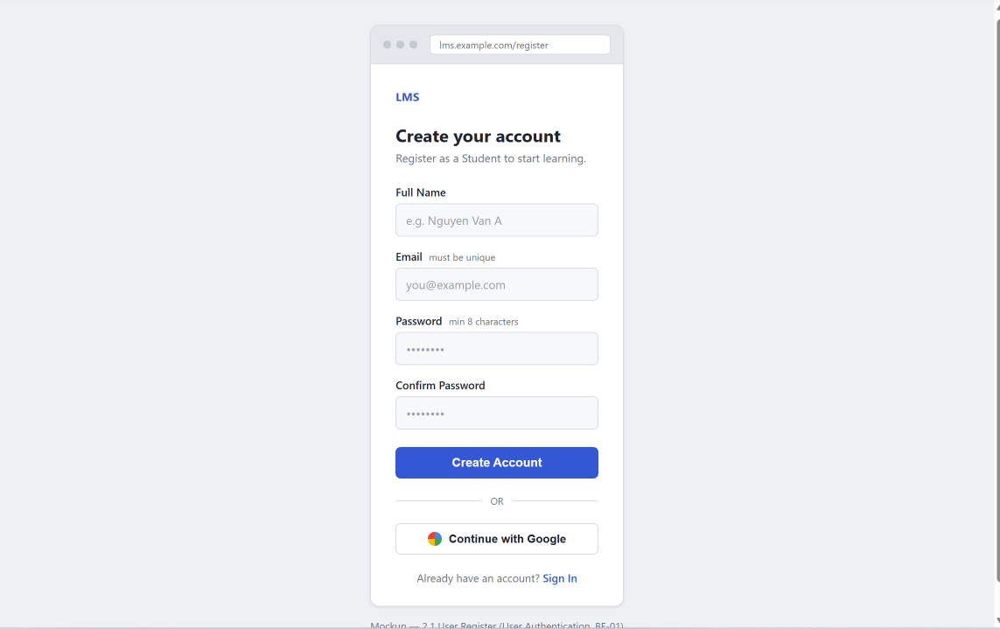 lms.example.com/register
LMS
Create your account
Register as a Student to start learning.
Full Name
e.g. Nguyen Van A
Email must be unique
you@example.com
Password min 8 characters
••••••••
Confirm Password
••••••••
Create Account
OR
Continue with Google
Already have an account? Sign In
Mockup — 2.1 User Register (User Authentication, BF-01)